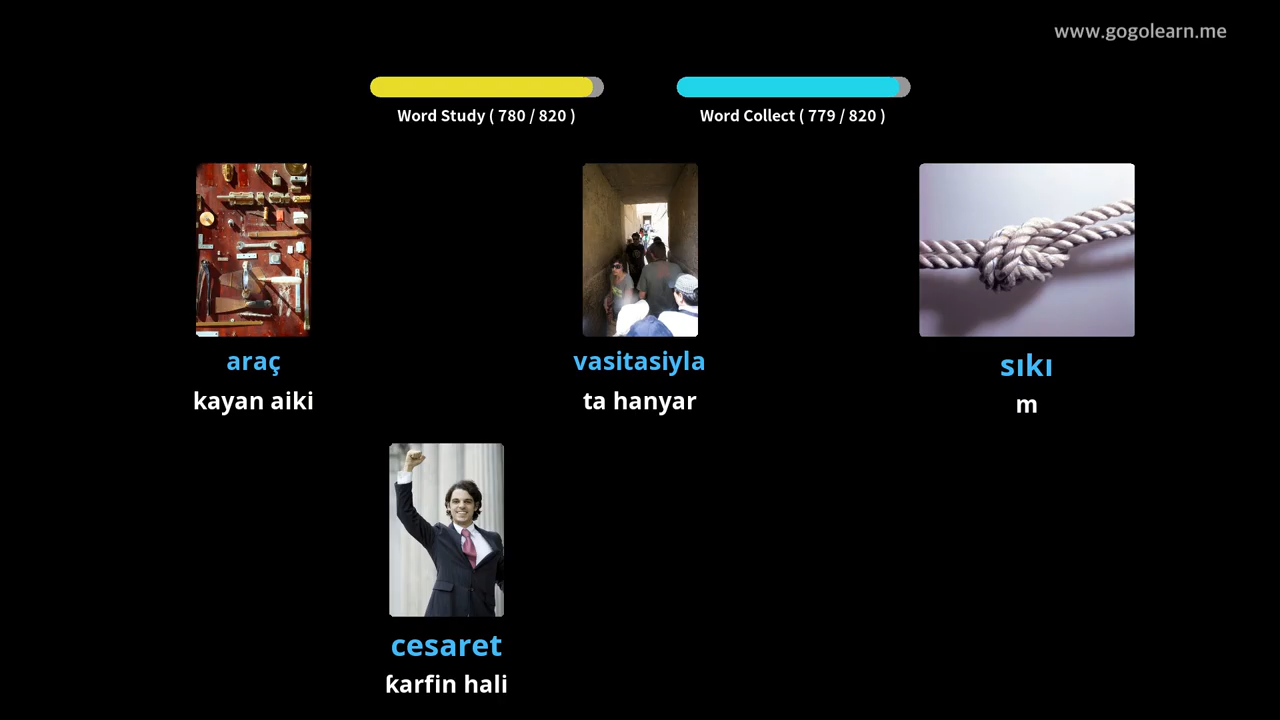 www.gogolearn.me
Word Study ( 780 / 820 )
Word Collect ( 779 / 820 )
araç
kayan aiki
vasitasiyla
ta hanyar
sıkı
m
cesaret
ƙarfin hali